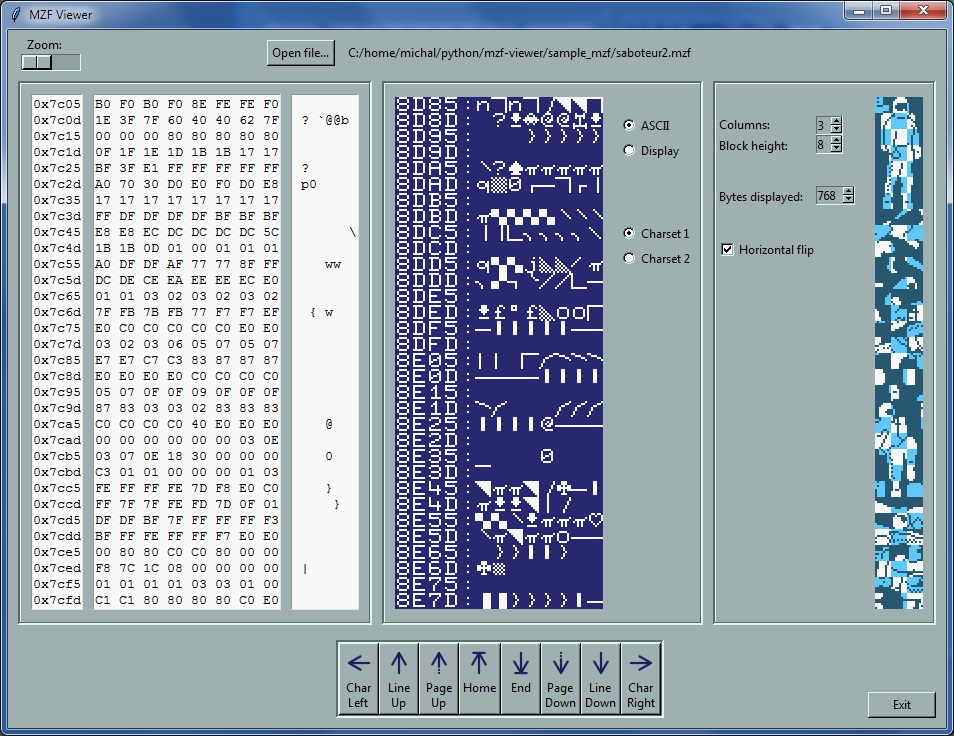 MZF Viewer
Zoom:
Open file...
C:/home/michal/python/mzf-viewer/sample_mzf/saboteur2.mzf
0x7c05 B0 F0 B0 F0 8E FE FE F0
0x7c0d 1E 3F 7F 60 40 40 62 7F ? `@@b
0x7c15 00 00 00 80 80 80 80 80
0x7c1d 0F 1F 1E 1D 1B 1B 17 17
0x7c25 BF 3F E1 FF FF FF FF FF ?
0x7c2d A0 70 30 D0 E0 F0 D0 E8 p0
0x7c35 17 17 17 17 17 17 17 17
0x7c3d FF DF DF DF DF BF BF BF
0x7c45 E8 E8 EC DC DC DC DC 5C \
0x7c4d 1B 1B 0D 01 00 01 01 01
0x7c55 A0 DF DF AF 77 77 8F FF ww
0x7c5d DC DE CE EA EE EE EC E0
0x7c65 01 01 03 02 03 02 03 02
0x7c6d 7F FB 7B FB 77 F7 F7 EF { w
0x7c75 E0 C0 C0 C0 C0 C0 E0 E0
0x7c7d 03 02 03 06 05 07 05 07
0x7c85 E7 E7 C7 C3 83 87 87 87
0x7c8d E0 E0 E0 E0 C0 C0 C0 C0
0x7c95 05 07 0F 0F 09 0F 0F 0F
0x7c9d 87 83 03 03 02 83 83 83
0x7ca5 C0 C0 C0 C0 40 E0 E0 E0 @
0x7cad 00 00 00 00 00 00 03 0E
0x7cb5 03 07 0E 18 30 00 00 00 0
0x7cbd C3 01 01 00 00 00 01 03
0x7cc5 FE FF FF FE 7D F8 E0 C0 }
0x7ccd FF 7F 7F FE FD 7D 0F 01 }
0x7cd5 DF DF BF 7F FF FF FF F3
0x7cdd BF FF FE FF FF F7 E0 E0
0x7ce5 00 80 80 C0 C0 80 00 00
0x7ced F8 7C 1C 08 00 00 00 00 |
0x7cf5 01 01 01 01 03 03 01 00
0x7cfd C1 C1 80 80 80 80 C0 E0
8D85:
8D8D: ?
8D95:
8D9D:
8DA5: \?
8DAD:
8DB5:
8DBD:
8DC5:
8DCD:
8DD5:
8DDD:
8DE5:
8DED:
8DF5:
8DFD:
8E05:
8E0D:
8E15:
8E1D:
8E25: @
8E2D:
8E35: 0
8E3D:
8E45:
8E4D:
8E55:
8E5D:
8E65:
8E6D:
8E75:
8E7D:
ASCII
Display
Charset 1
Charset 2
Columns: 3
Block height: 8
Bytes displayed: 768
Horizontal flip
Char Left
Line Up
Page Up
Home
End
Page Down
Line Down
Char Right
Exit